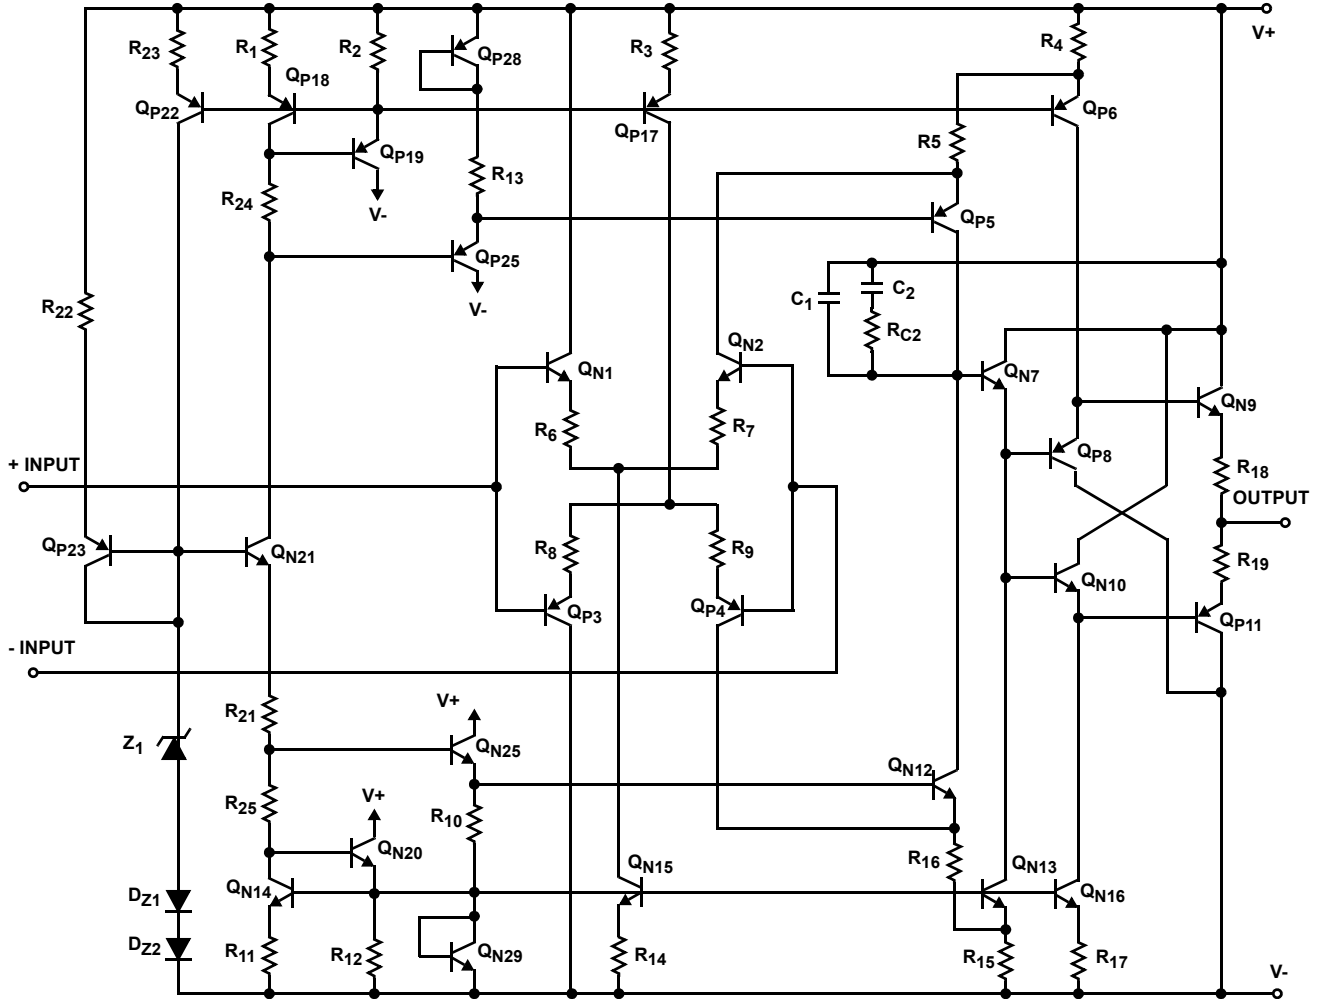 V+
R23
R1
R2
QP28
R3
R4
QP18
QP22
QP17
QP6
QP19
R5
R13
R24
V-
QP5
QP25
V-
C1
C2
R22
RC2
QN1
QN2
QN7
QN9
R6
R7
QP8
+ INPUT
R18
OUTPUT
QP23
QN21
R8
R9
R19
QN10
QP3
QP4
QP11
- INPUT
R21
V+
Z1
QN25
QN12
R25
V+
R10
QN20
R16
QN15
QN13
QN14
QN16
DZ1
DZ2
R11
R12
QN29
R14
R15
R17
V-